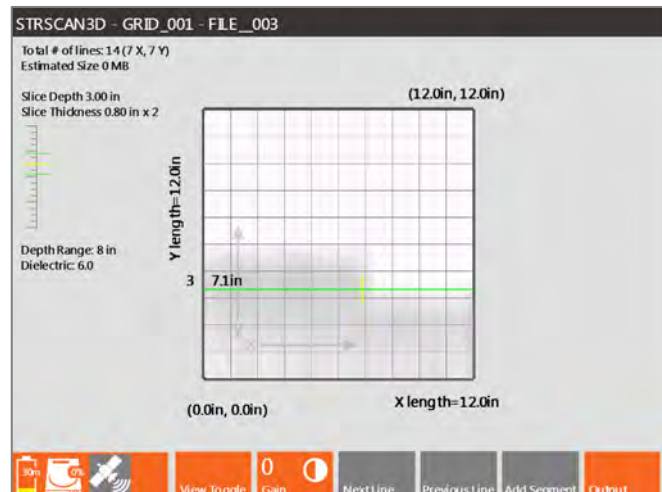 STRSCAN3D - GRID_001 - FILE__003
Total # of lines: 14 (7 X, 7 Y)
Estimated Size 0 MB
Slice Depth 3.00 in
Slice Thickness 0.80 in x 2
(12.0in, 12.0in)
Y length=12.0in
Depth Range: 8 in
Dielectric: 6.0
3 7.1in
Y
X
(0.0in, 0.0in)
X length=12.0in
30m
0%
View Toggle
0
Gain
Next Line
Previous Line
Add Segment
Output